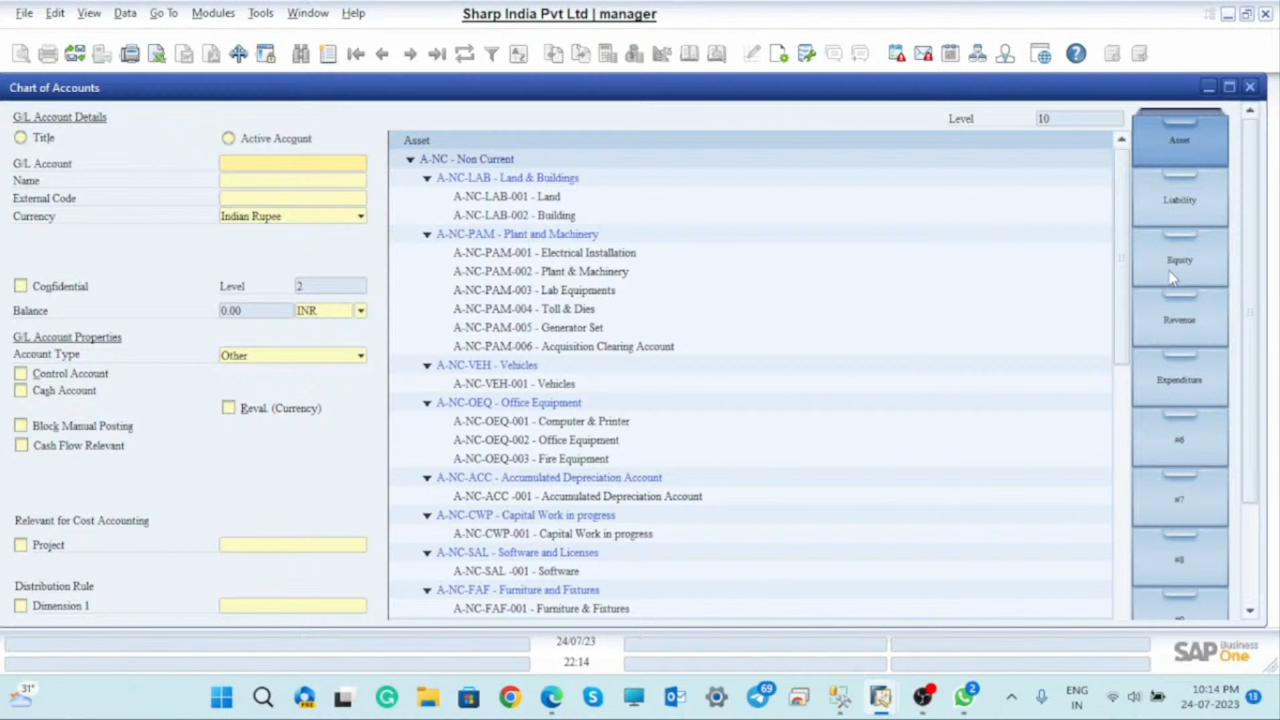 File Edit View Data Go To Modules Tools Window Help
Sharp India Pvt Ltd | manager
Chart of Accounts
G/L Account Details
Title
Active Account
G/L Account
Name
External Code
Currency Indian Rupee
Confidential Level 2
Balance 0.00 INR
G/L Account Properties
Account Type Other
Control Account
Cash Account
Reval. (Currency)
Block Manual Posting
Cash Flow Relevant
Relevant for Cost Accounting
Project
Distribution Rule
Dimension 1
Level 10
Asset
A-NC - Non Current
A-NC-LAB - Land & Buildings
A-NC-LAB-001 - Land
A-NC-LAB-002 - Building
A-NC-PAM - Plant and Machinery
A-NC-PAM-001 - Electrical Installation
A-NC-PAM-002 - Plant & Machinery
A-NC-PAM-003 - Lab Equipments
A-NC-PAM-004 - Toll & Dies
A-NC-PAM-005 - Generator Set
A-NC-PAM-006 - Acquisition Clearing Account
A-NC-VEH - Vehicles
A-NC-VEH-001 - Vehicles
A-NC-OEQ - Office Equipment
A-NC-OEQ-001 - Computer & Printer
A-NC-OEQ-002 - Office Equipment
A-NC-OEQ-003 - Fire Equipment
A-NC-ACC - Accumulated Depreciation Account
A-NC-ACC -001 - Accumulated Depreciation Account
A-NC-CWP - Capital Work in progress
A-NC-CWP-001 - Capital Work in progress
A-NC-SAL - Software and Licenses
A-NC-SAL -001 - Software
A-NC-FAF - Furniture and Fixtures
A-NC-FAF-001 - Furniture & Fixtures
Asset
Liability
Equity
Revenue
Expenditure
#6
#7
#8
24/07/23
22:14
SAP Business One
31°
69
2
ENG
IN
10:14 PM
24-07-2023